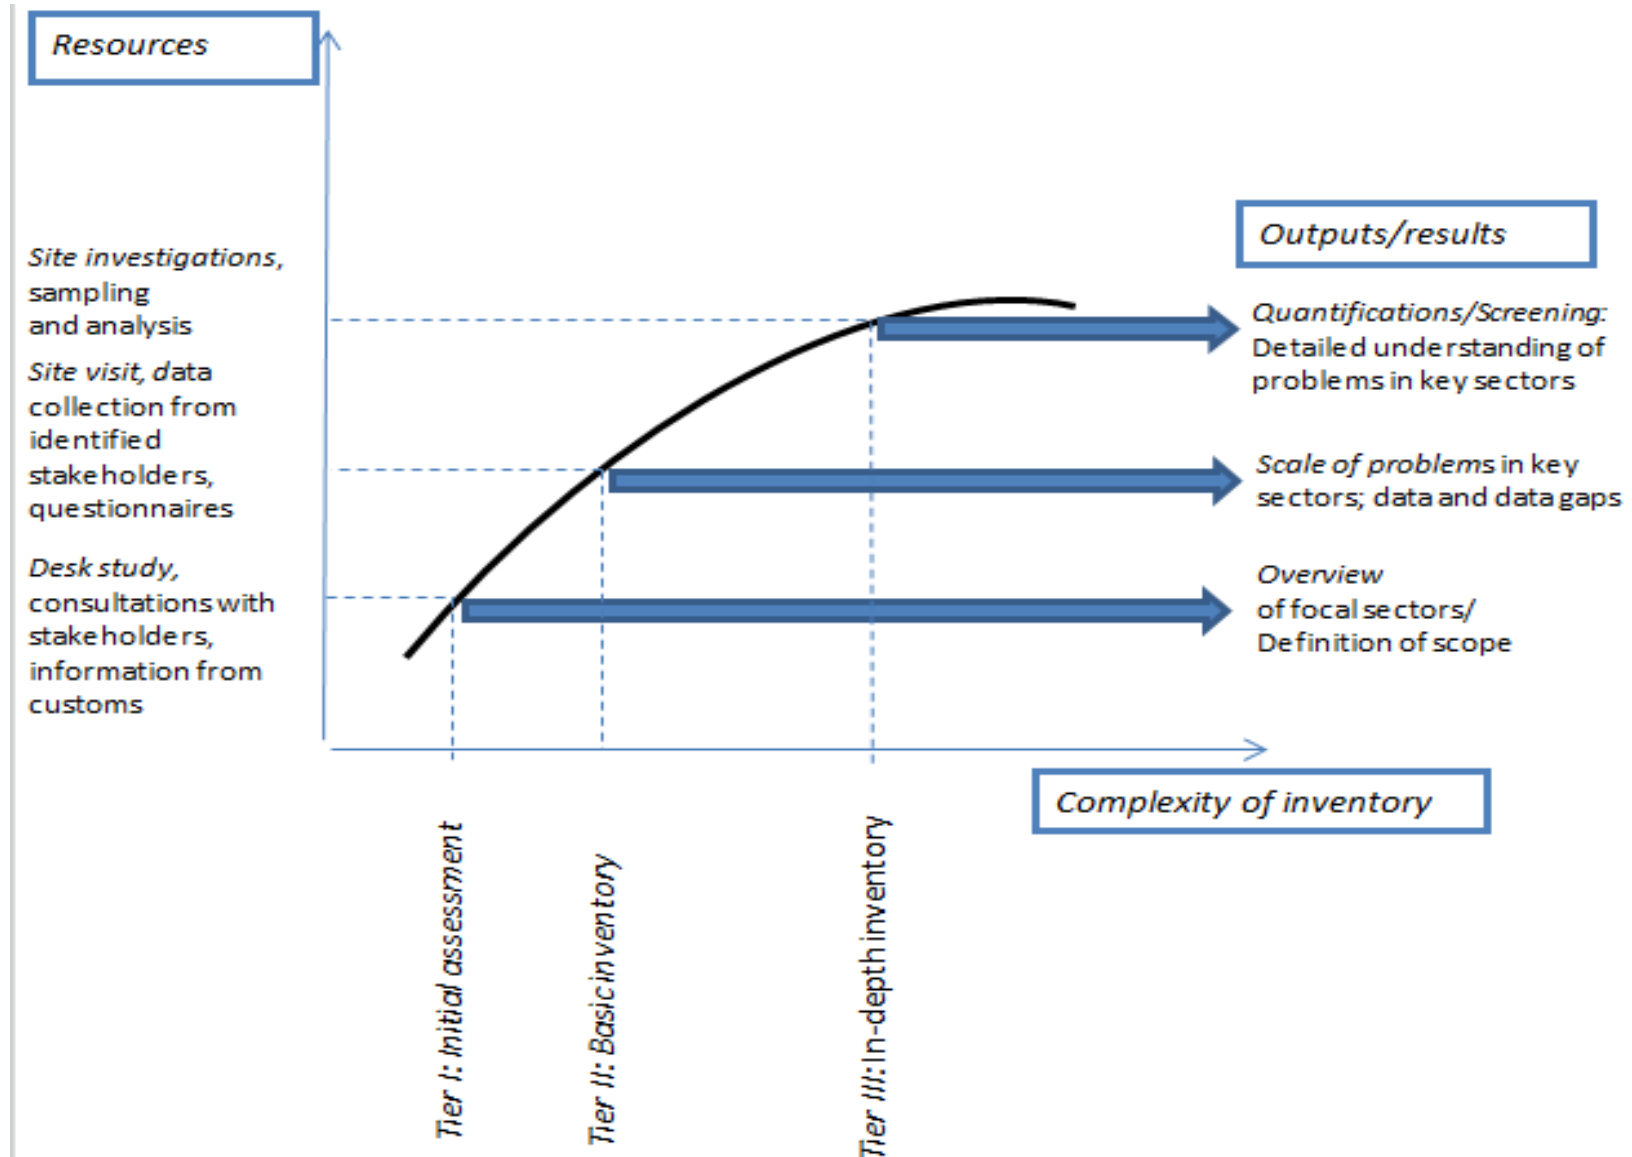 Resources
Site investigations,
sampling
and analysis
Site visit, data
collection from
identified
stakeholders,
questionnaires
Desk study,
consultations with
stakeholders,
information from
customs
Outputs/results
Quantifications/Screening:
Detailed understanding of
problems in key sectors
Scale of problems in key
sectors; data and data gaps
Overview
of focal sectors/
Definition of scope
Complexity of inventory
Tier I: Initial assessment
Tier II: Basic inventory
Tier III: In-depth inventory